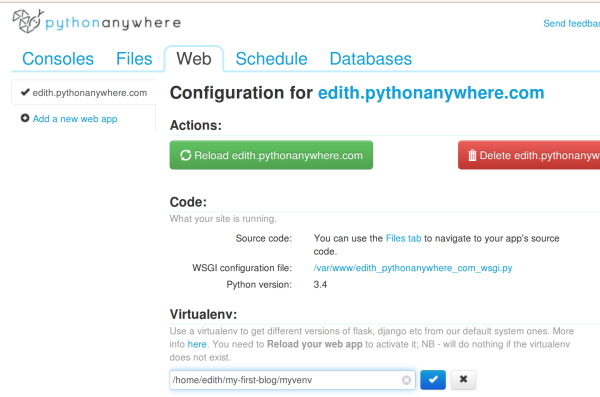 pythonanywhere
Send feedbac
Consoles Files Web Schedule Databases
edith.pythonanywhere.com
Add a new web app
Configuration for edith.pythonanywhere.com
Actions:
Reload edith.pythonanywhere.com
Delete edith.pythonanyw
Code:
What your site is running.
Source code: You can use the Files tab to navigate to your app's source
code.
WSGI configuration file: /var/www/edith_pythonanywhere_com_wsgi.py
Python version: 3.4
Virtualenv:
Use a virtualenv to get different versions of flask, django etc from our default system ones. More
info here. You need to Reload your web app to activate it; NB - will do nothing if the virtualenv
does not exist.
/home/edith/my-first-blog/myvenv